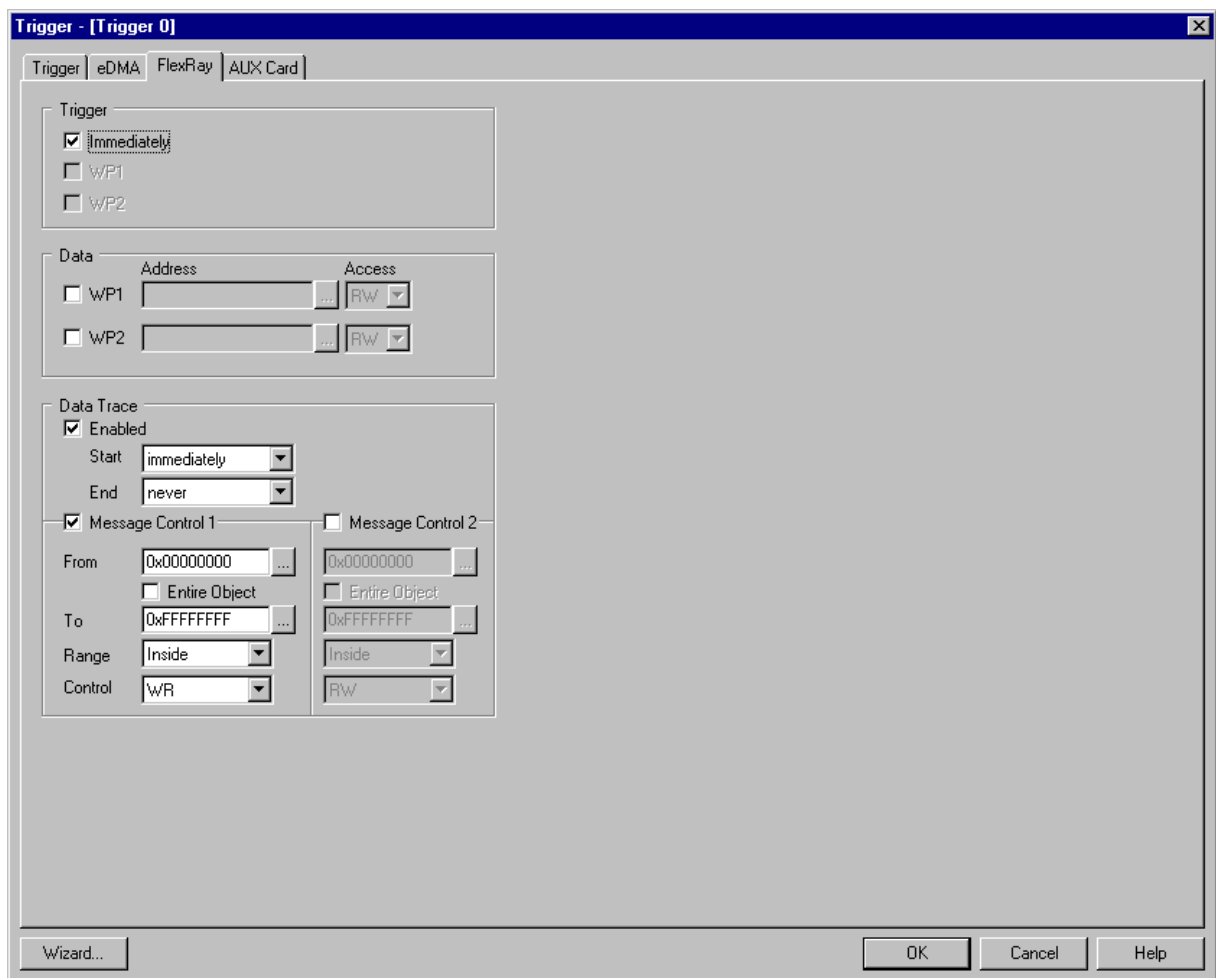 Trigger - [Trigger 0]
Trigger eDMA FlexRay AUX Card
Trigger
Immediately
WP1
WP2
Data
Address Access
WP1 ... RW
WP2 ... RW
Data Trace
Enabled
Start immediately
End never
Message Control 1 Message Control 2
From 0x00000000 ... 0x00000000 ...
Entire Object Entire Object
To 0xFFFFFFFF ... 0xFFFFFFFF ...
Range Inside Inside
Control WR RW
Wizard... OK Cancel Help